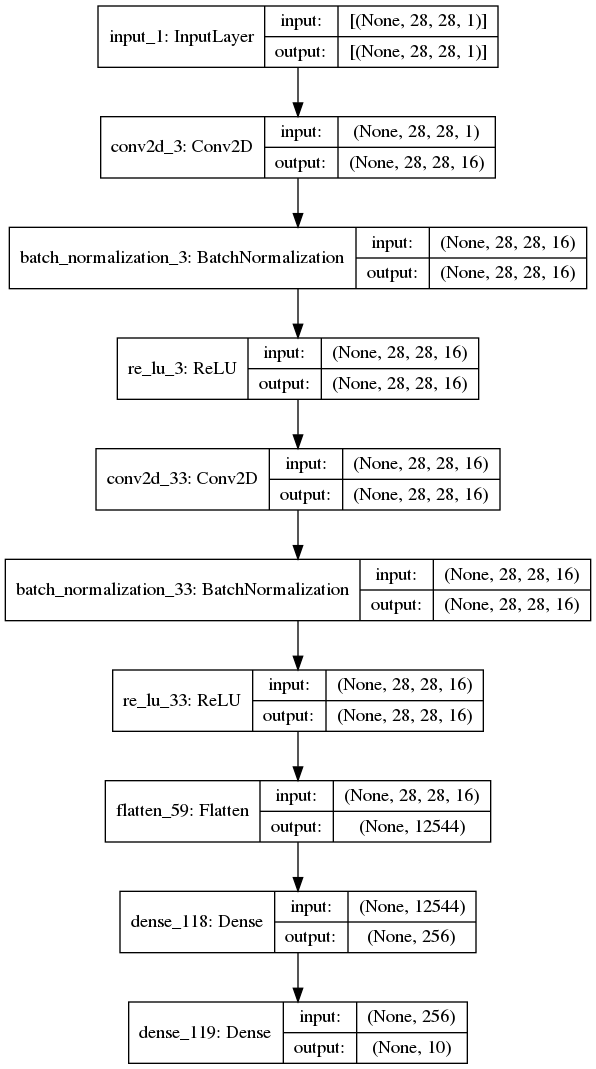 input_1: InputLayer
input:
[(None, 28, 28, 1)]
output:
[(None, 28, 28, 1)]
conv2d_3: Conv2D
input:
(None, 28, 28, 1)
output:
(None, 28, 28, 16)
batch_normalization_3: BatchNormalization
input:
(None, 28, 28, 16)
output:
(None, 28, 28, 16)
re_lu_3: ReLU
input:
(None, 28, 28, 16)
output:
(None, 28, 28, 16)
conv2d_33: Conv2D
input:
(None, 28, 28, 16)
output:
(None, 28, 28, 16)
batch_normalization_33: BatchNormalization
input:
(None, 28, 28, 16)
output:
(None, 28, 28, 16)
re_lu_33: ReLU
input:
(None, 28, 28, 16)
output:
(None, 28, 28, 16)
flatten_59: Flatten
input:
(None, 28, 28, 16)
output:
(None, 12544)
dense_118: Dense
input:
(None, 12544)
output:
(None, 256)
dense_119: Dense
input:
(None, 256)
output:
(None, 10)